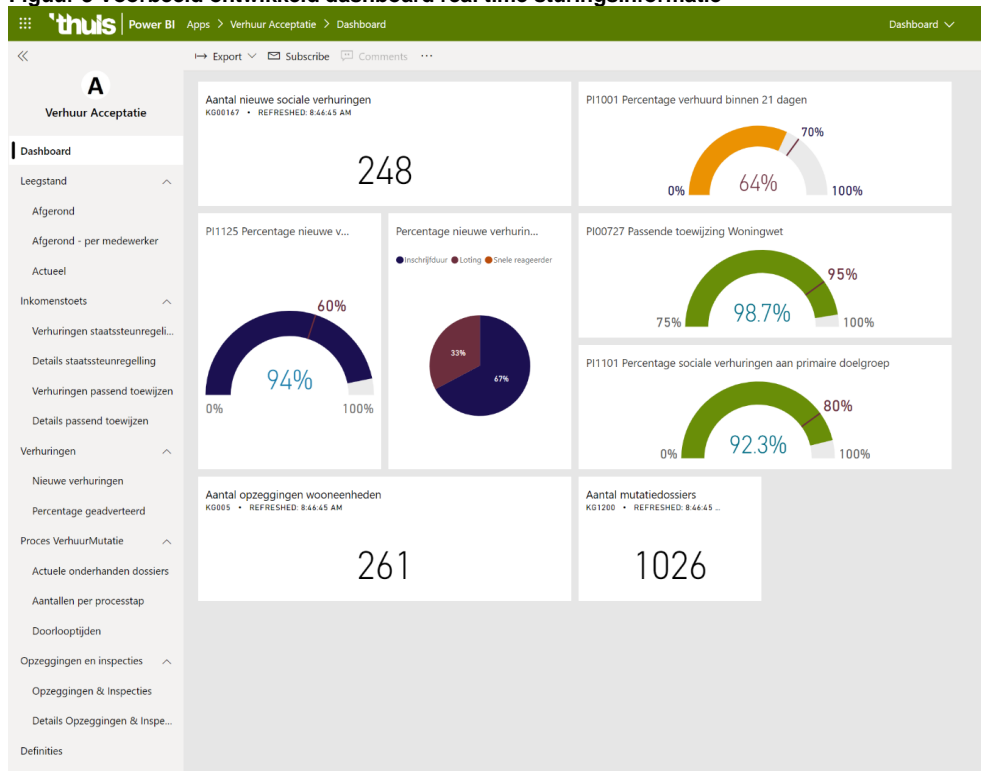 Figuur 6 Voorbeeld ontwikkeld dashboard real time sturingsinformatie
'thuis Power BI Apps > Verhuur Acceptatie > Dashboard Dashboard
Export Subscribe Comments ...
A
Verhuur Acceptatie
Dashboard
Leegstand
Afgerond
Afgerond - per medewerker
Actueel
Inkomenstoets
Verhuringen staatssteunregeli...
Details staatssteunregelling
Verhuringen passend toewijzen
Details passend toewijzen
Verhuringen
Nieuwe verhuringen
Percentage geadverteerd
Proces VerhuurMutatie
Actuele onderhanden dossiers
Aantallen per processtap
Doorlooptijden
Opzeggingen en inspecties
Opzeggingen & Inspecties
Details Opzeggingen & Inspe...
Definities
Aantal nieuwe sociale verhuringen
KG00167 • REFRESHED: 8:46:45 AM
248
PI1001 Percentage verhuurd binnen 21 dagen
70%
64%
0%
100%
PI1125 Percentage nieuwe v...
60%
94%
0%
100%
Percentage nieuwe verhurin...
Inschrijfduur Loting Snele reageerder
33%
67%
PI00727 Passende toewijzing Woningwet
95%
98.7%
75%
100%
PI1101 Percentage sociale verhuringen aan primaire doelgroep
80%
92.3%
0%
100%
Aantal opzeggingen wooneenheden
KG005 • REFRESHED: 8:46:45 AM
261
Aantal mutatiedossiers
KG1200 • REFRESHED: 8:46:45 ...
1026